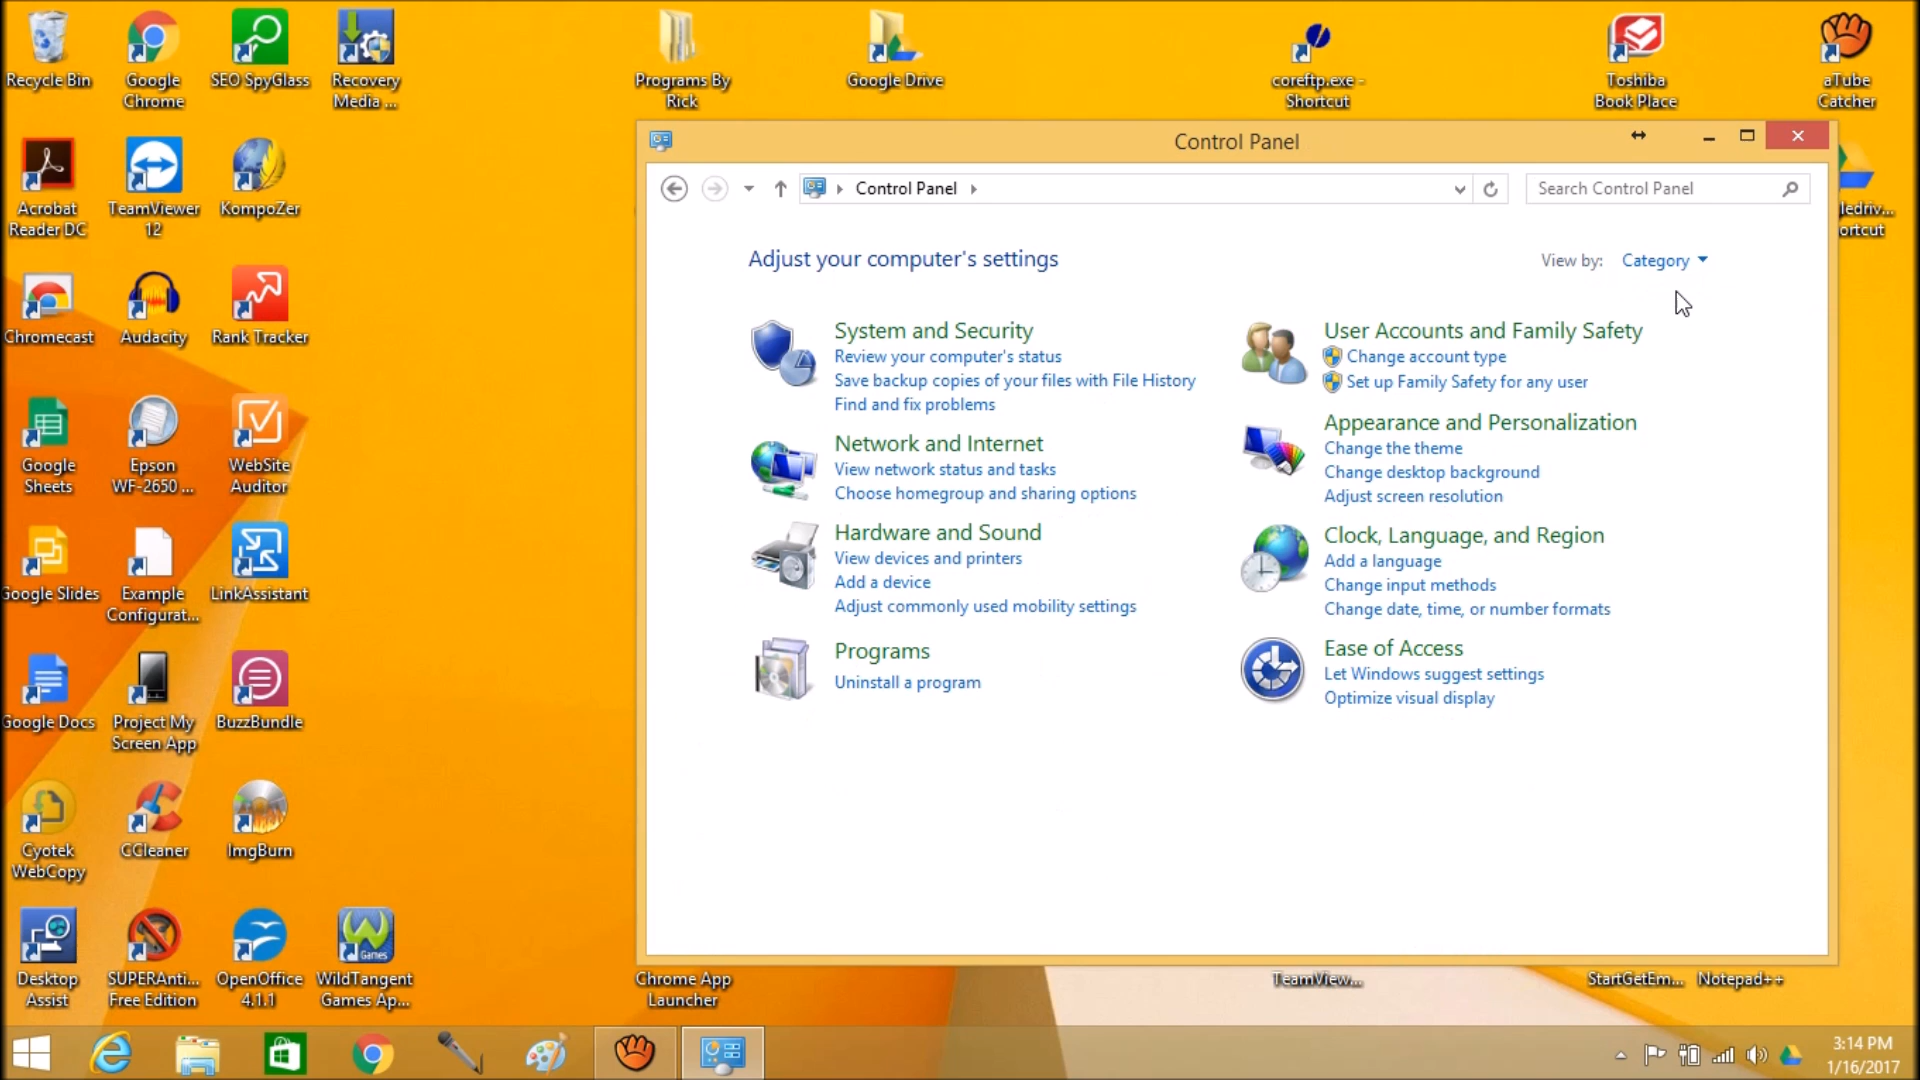 Recycle Bin
Google
Chrome
SEO SpyGlass
Recovery
Media ...
Programs By
Rick
Google Drive
coreftp.exe -
Shortcut
Toshiba
Book Place
aTube
Catcher
Acrobat
Reader DC
TeamViewer
12
KompoZer
ledriv...
ortcut
Chromecast
Audacity
Rank Tracker
Google
Sheets
Epson
WF-2650 ...
WebSite
Auditor
Google Slides
Example
Configurat...
LinkAssistant
Google Docs
Project My
Screen App
BuzzBundle
Cyotek
WebCopy
CCleaner
ImgBurn
Desktop
Assist
SUPERAnti...
Free Edition
OpenOffice
4.1.1
Games
WildTangent
Games Ap...
Chrome App
Launcher
TeamView...
StartGetEm...
Notepad++
Control Panel
Control Panel
Search Control Panel
Adjust your computer's settings
View by: Category
System and Security
Review your computer's status
Save backup copies of your files with File History
Find and fix problems
Network and Internet
View network status and tasks
Choose homegroup and sharing options
Hardware and Sound
View devices and printers
Add a device
Adjust commonly used mobility settings
Programs
Uninstall a program
User Accounts and Family Safety
Change account type
Set up Family Safety for any user
Appearance and Personalization
Change the theme
Change desktop background
Adjust screen resolution
Clock, Language, and Region
Add a language
Change input methods
Change date, time, or number formats
Ease of Access
Let Windows suggest settings
Optimize visual display
3:14 PM
1/16/2017